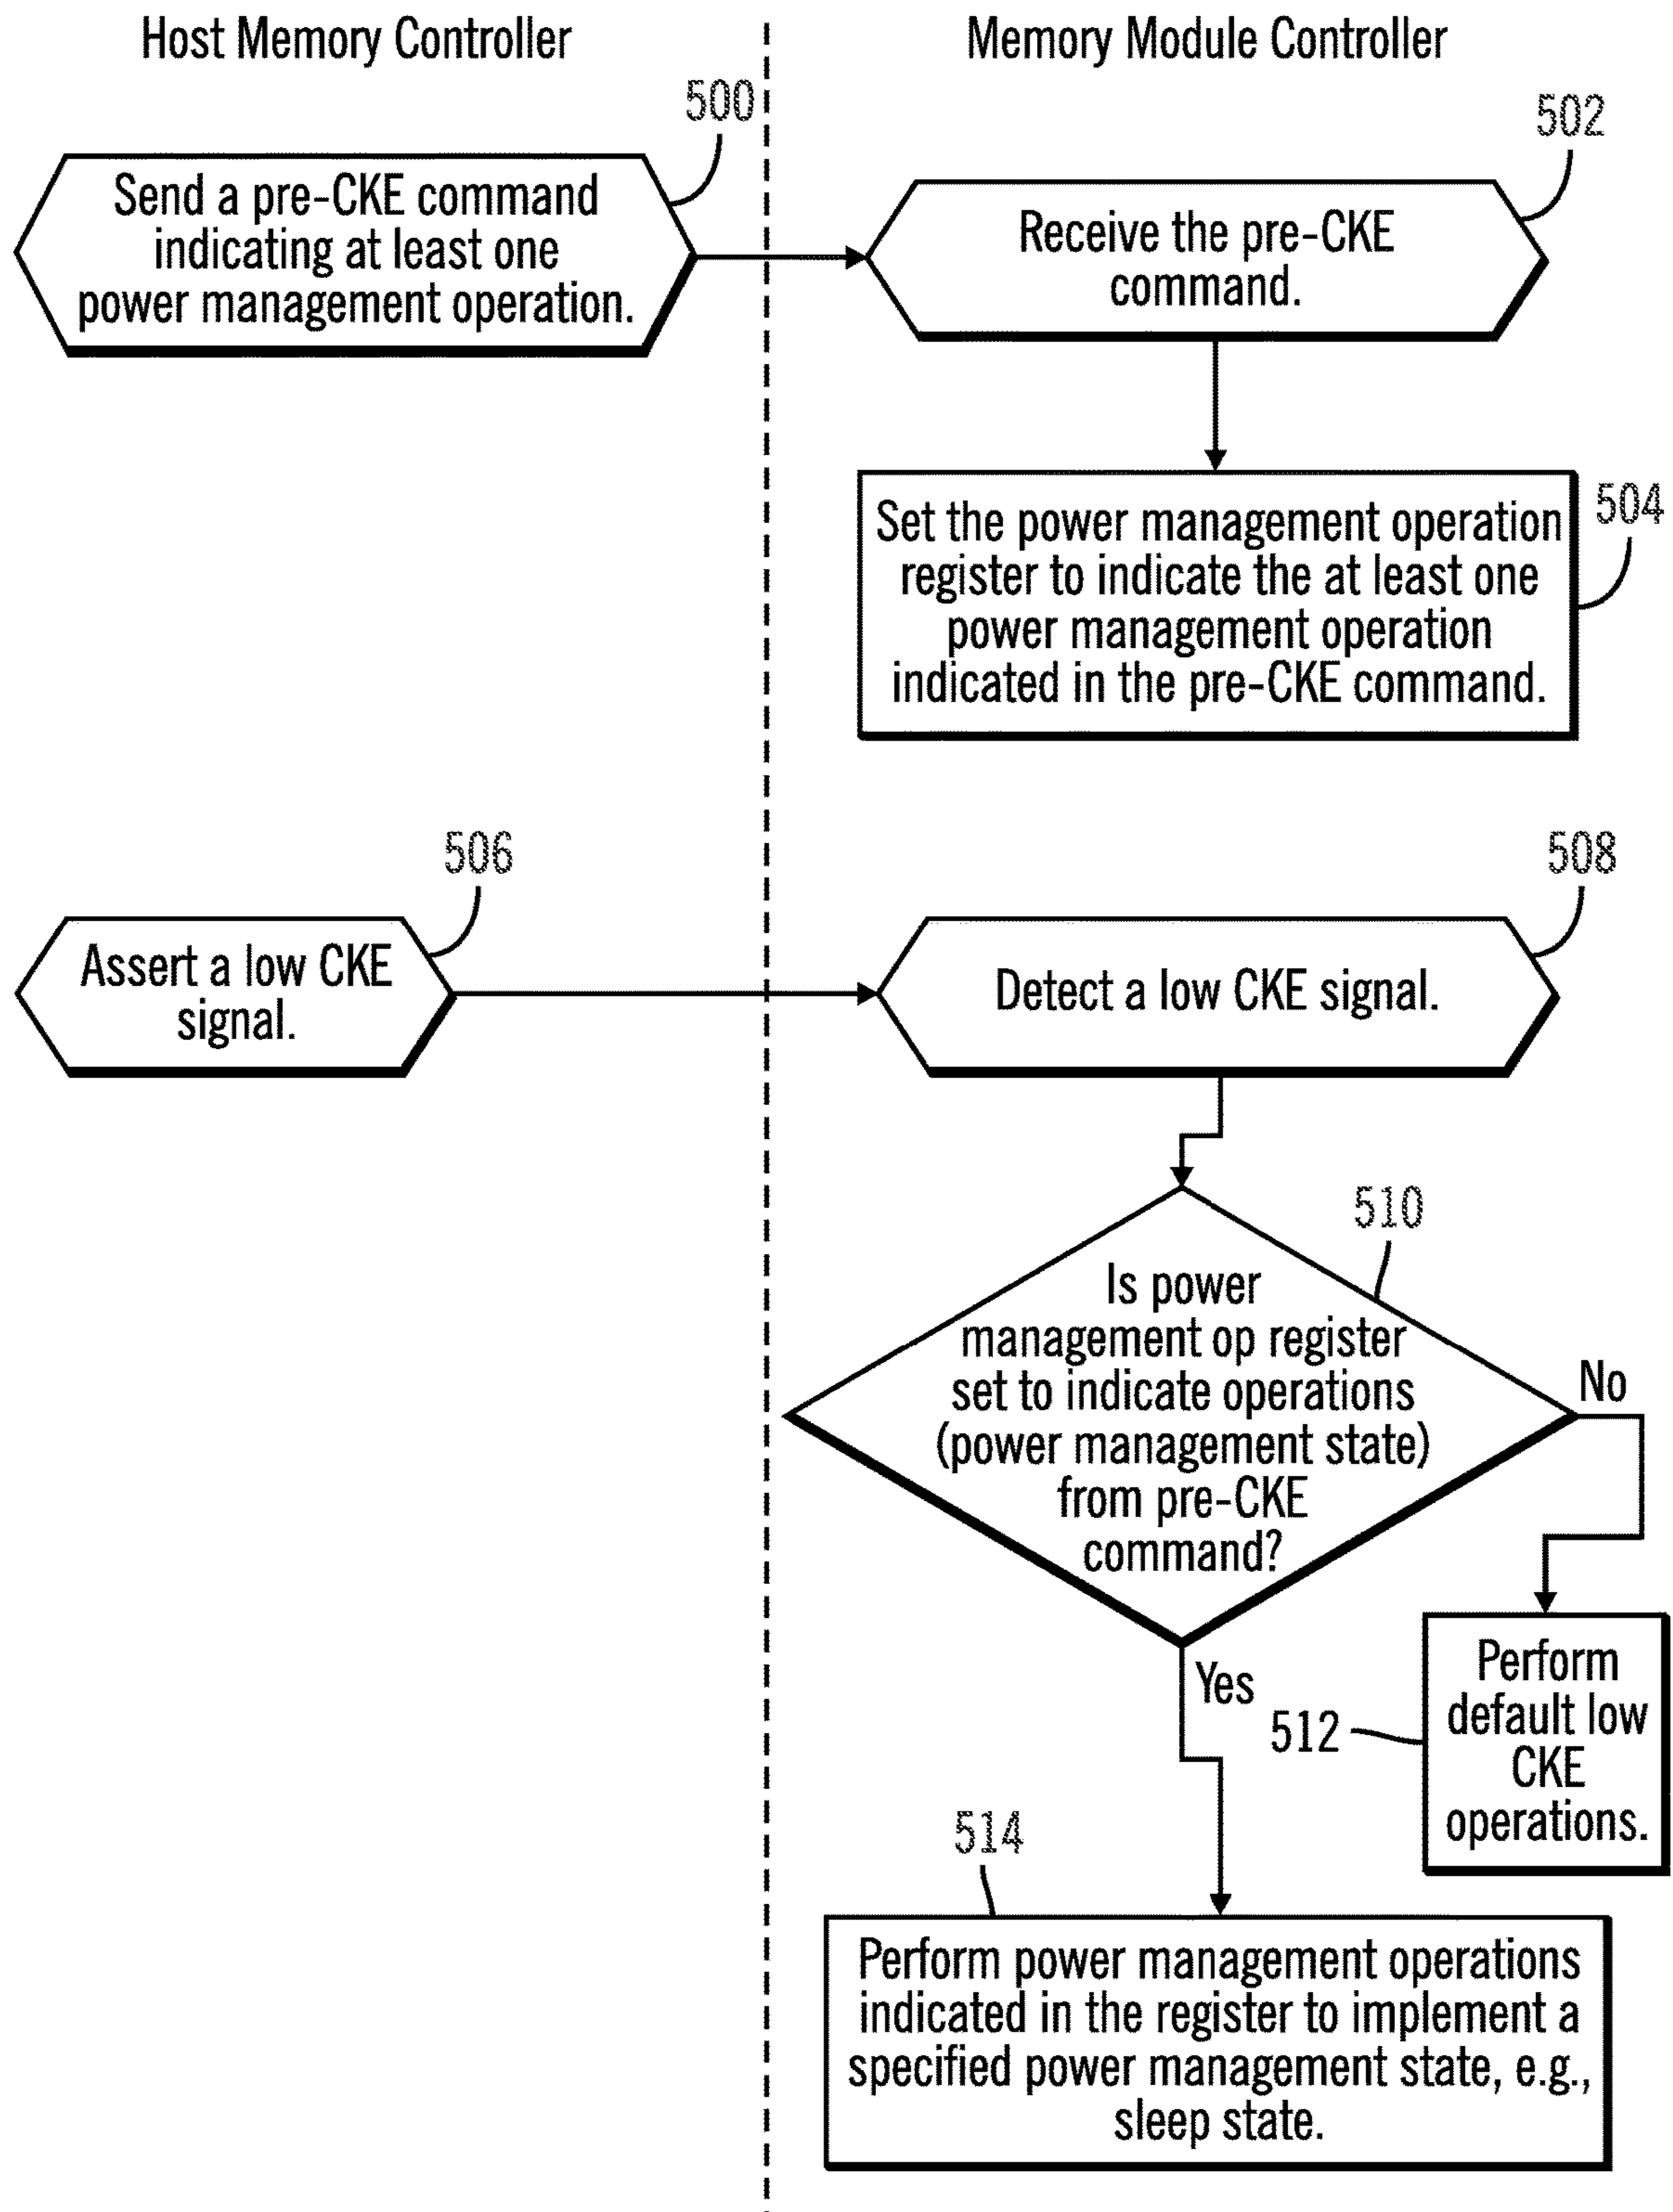 Host Memory Controller
Memory Module Controller
500
502
Send a pre-CKE command
indicating at least one
power management operation.
Receive the pre-CKE
command.
504
Set the power management operation
register to indicate the at least one
power management operation
indicated in the pre-CKE command.
506
508
Assert a low CKE
signal.
Detect a low CKE signal.
510
Is power
management op register
set to indicate operations
(power management state)
from pre-CKE
command?
No
Yes
512
Perform
default low
CKE
operations.
514
Perform power management operations
indicated in the register to implement a
specified power management state, e.g.,
sleep state.